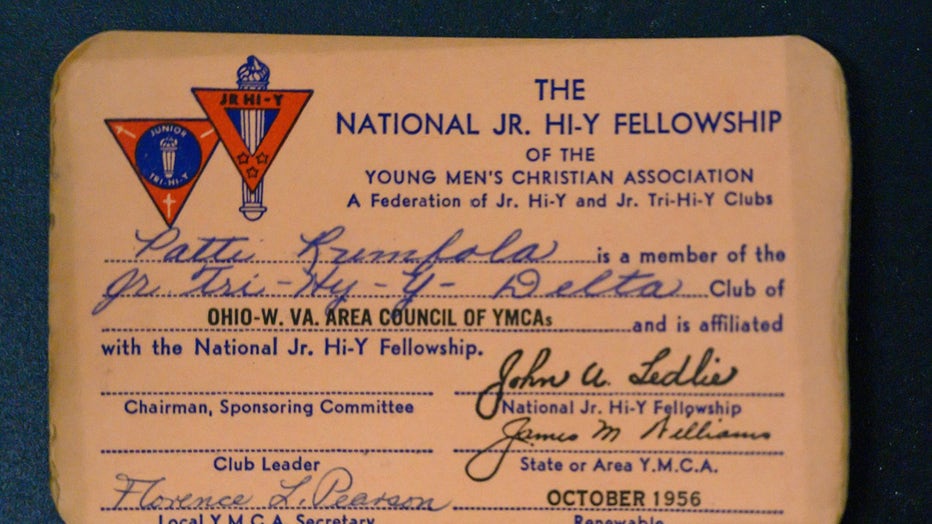 JR HI-Y
JUNIOR
TRI-HI-Y
THE
NATIONAL JR. HI-Y FELLOWSHIP
OF THE
YOUNG MEN'S CHRISTIAN ASSOCIATION
A Federation of Jr. Hi-Y and Jr. Tri-Hi-Y Clubs
Patti Rumfola is a member of the
Jr. Tri-Hy-Y- Delta Club of
OHIO-W. VA. AREA COUNCIL OF YMCAs and is affiliated
with the National Jr. Hi-Y Fellowship.
John A. Ledlie
Chairman, Sponsoring Committee National Jr. Hi-Y Fellowship
James M Williams
Club Leader State or Area Y.M.C.A.
Florence L. Pearson OCTOBER 1956
Local Y.M.C.A. Secretary Renewable